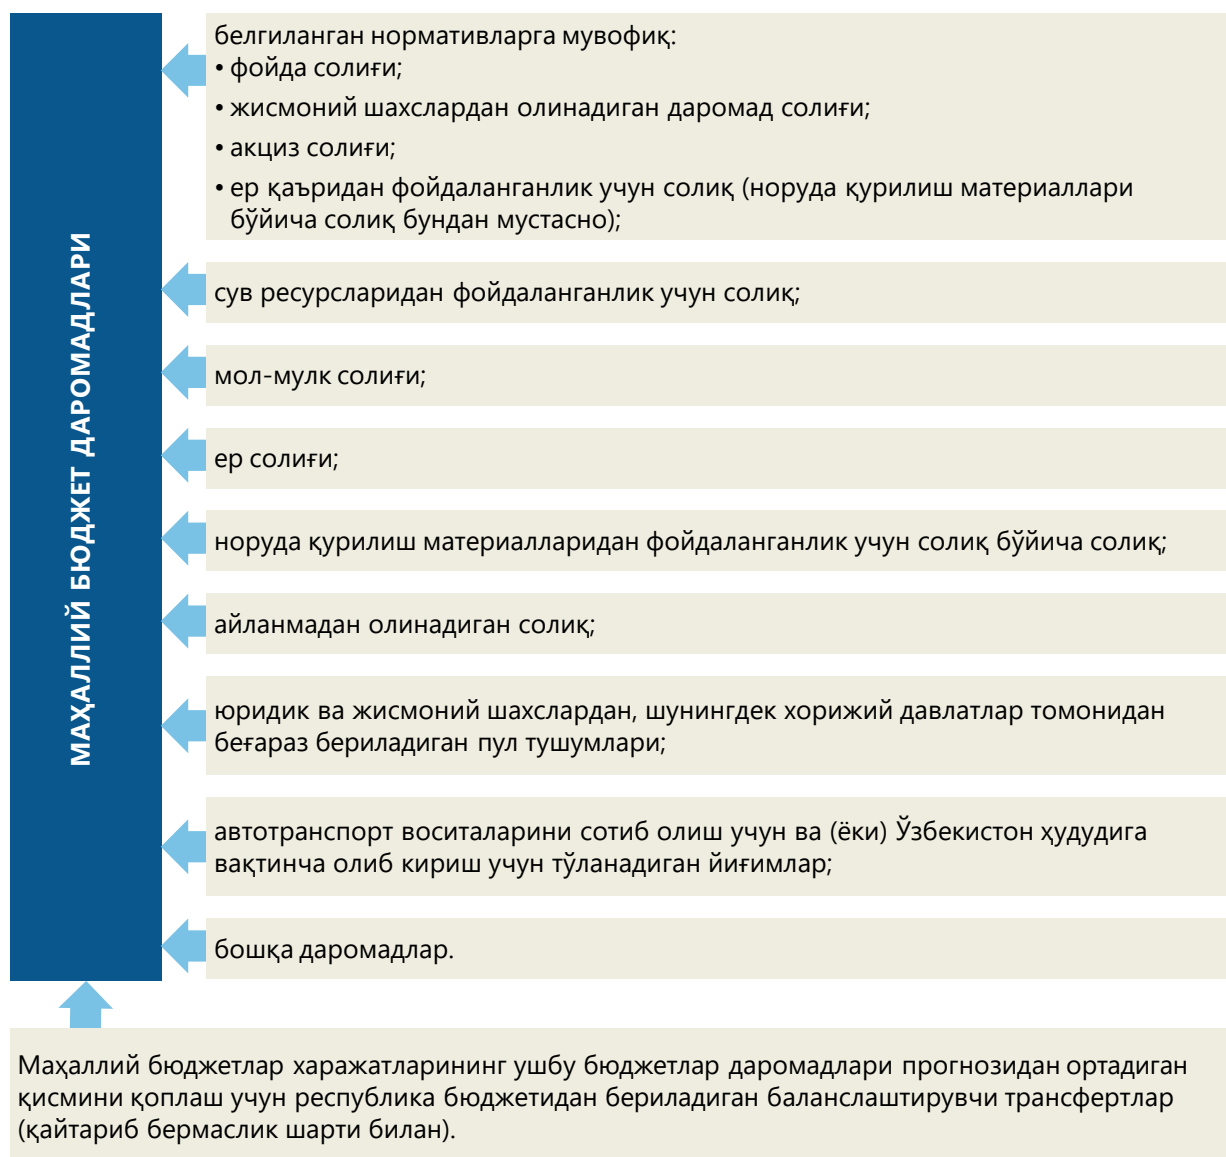 МАҲАЛЛИЙ БЮДЖЕТ ДАРОМАДЛАРИ
белгиланган нормативларга мувофиқ:
• фойда солиғи;
• жисмоний шахслардан олинадиган даромад солиғи;
• акциз солиғи;
• ер қаъридан фойдаланганлик учун солиқ (норуда қурилиш материаллари
бўйича солиқ бундан мустасно);
сув ресурсларидан фойдаланганлик учун солиқ;
мол-мулк солиғи;
ер солиғи;
норуда қурилиш материалларидан фойдаланганлик учун солиқ бўйича солиқ;
айланмадан олинадиган солиқ;
юридик ва жисмоний шахслардан, шунингдек хорижий давлатлар томонидан
беғараз бериладиган пул тушумлари;
автотранспорт воситаларини сотиб олиш учун ва (ёки) Ўзбекистон ҳудудига
вақтинча олиб кириш учун тўланадиган йиғимлар;
бошқа даромадлар.
Маҳаллий бюджетлар харажатларининг ушбу бюджетлар даромадлари прогнозидан ортадиган
қисмини қоплаш учун республика бюджетидан бериладиган баланслаштирувчи трансфертлар
(қайтариб бермаслик шарти билан).